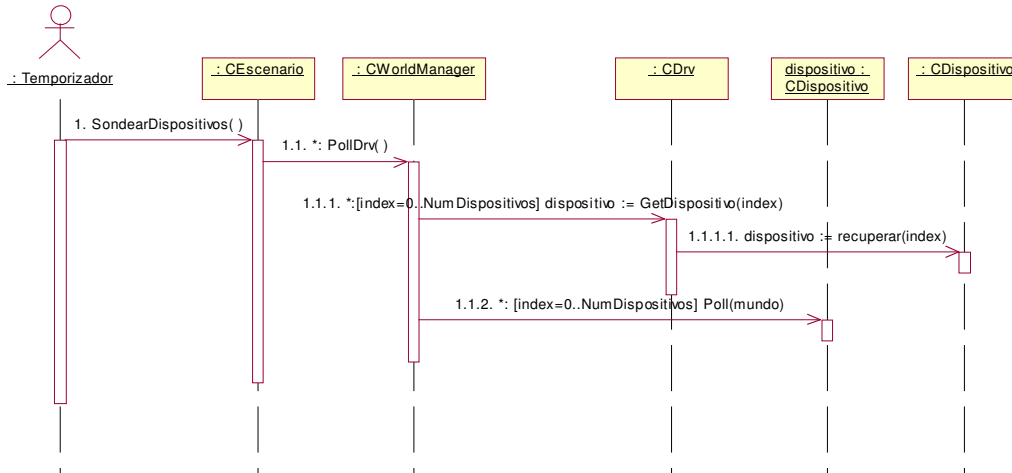 : Temporizador
: CEscenario
: CWorldManager
: CDrv
dispositivo :
CDispositivo
: CDispositivo
1. SondearDispositivos( )
1.1. *: PollDrv( )
1.1.1. *:[index=0..NumDispositivos] dispositivo := GetDispositivo(index)
1.1.1.1. dispositivo := recuperar(index)
1.1.2. *: [index=0..NumDispositivos] Poll(mundo)